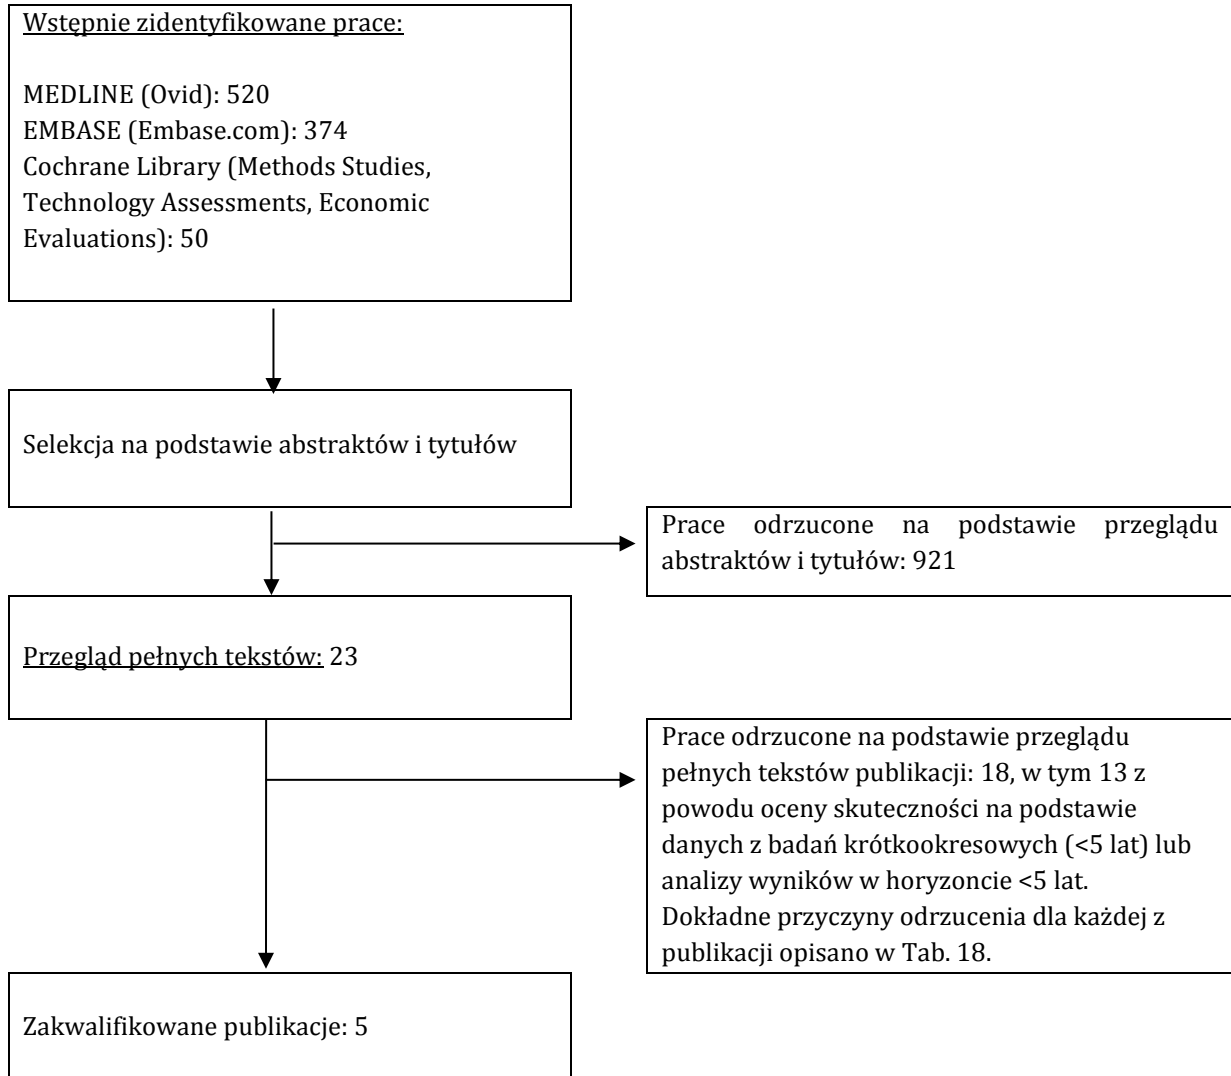 Wstępnie zidentyfikowane prace:
MEDLINE (Ovid): 520
EMBASE (Embase.com): 374
Cochrane Library (Methods Studies,
Technology Assessments, Economic
Evaluations): 50
Selekcja na podstawie abstraktów i tytułów
Prace odrzucone na podstawie przeglądu
abstraktów i tytułów: 921
Przegląd pełnych tekstów: 23
Prace odrzucone na podstawie przeglądu
pełnych tekstów publikacji: 18, w tym 13 z
powodu oceny skuteczności na podstawie
danych z badań krótkookresowych (<5 lat) lub
analizy wyników w horyzoncie <5 lat.
Dokładne przyczyny odrzucenia dla każdej z
publikacji opisano w Tab. 18.
Zakwalifikowane publikacje: 5